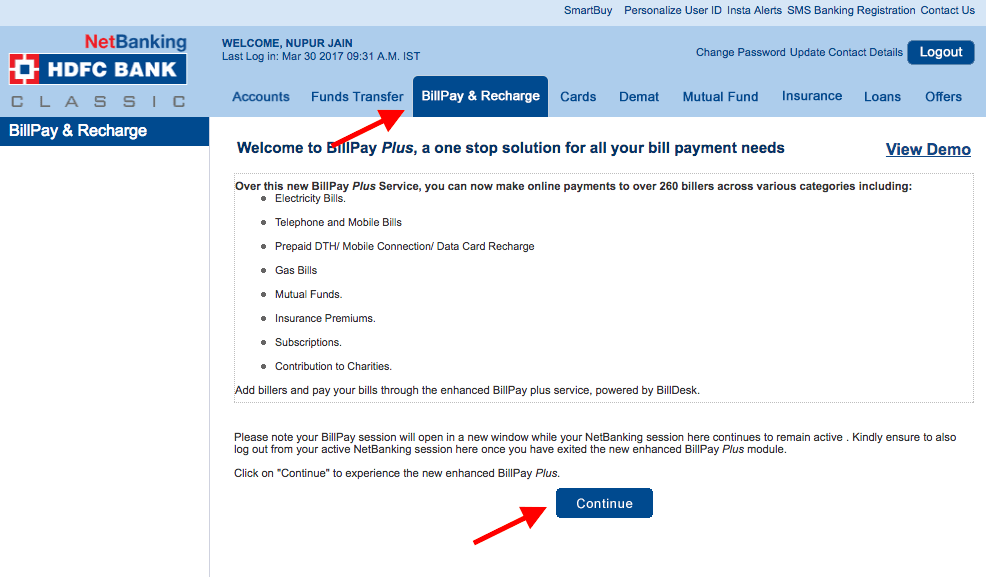 SmartBuy Personalize User ID Insta Alerts SMS Banking Registration Contact Us
NetBanking
HDFC BANK
CLASSIC
WELCOME, NUPUR JAIN
Last Log in: Mar 30 2017 09:31 A.M. IST
Change Password Update Contact Details Logout
Accounts Funds Transfer BillPay & Recharge Cards Demat Mutual Fund Insurance Loans Offers
BillPay & Recharge
Welcome to BillPay Plus, a one stop solution for all your bill payment needs
View Demo
Over this new BillPay Plus Service, you can now make online payments to over 260 billers across various categories including:
Electricity Bills.
Telephone and Mobile Bills
Prepaid DTH/ Mobile Connection/ Data Card Recharge
Gas Bills
Mutual Funds.
Insurance Premiums.
Subscriptions.
Contribution to Charities.
Add billers and pay your bills through the enhanced BillPay plus service, powered by BillDesk.
Please note your BillPay session will open in a new window while your NetBanking session here continues to remain active . Kindly ensure to also
log out from your active NetBanking session here once you have exited the new enhanced BillPay Plus module.
Click on "Continue" to experience the new enhanced BillPay Plus.
Continue